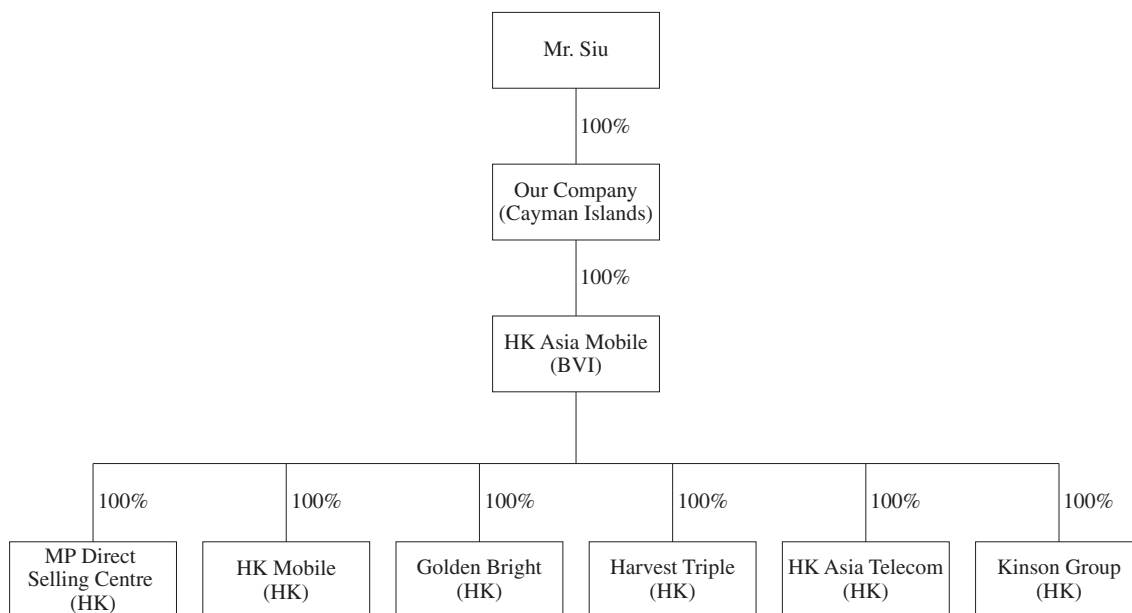 Mr. Siu
100%
Our Company
(Cayman Islands)
100%
HK Asia Mobile
(BVI)
100%
100%
100%
100%
100%
100%
MP Direct
Selling Centre
(HK)
HK Mobile
(HK)
Golden Bright
(HK)
Harvest Triple
(HK)
HK Asia Telecom
(HK)
Kinson Group
(HK)